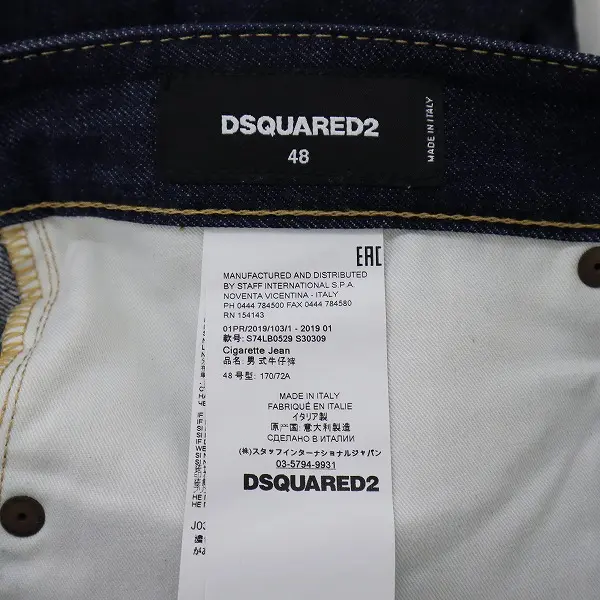 DSQUARED2
48
MADE IN ITALY
EAC
MANUFACTURED AND DISTRIBUTED
BY STAFF INTERNATIONAL S.P.A
NOVENTA VICENTINA - ITALY
PH 0444 784500 FAX 0444 784580
RN 154143
01PR/2019/103/1 - 2019 01
款号: S74LB0529 S30309
Cigarette Jean
品名: 男式牛仔裤
48 号型: 170/72A
MADE IN ITALY
FABRIQUÉ EN ITALIE
イタリア製
原产国: 意大利制造
СДЕЛАНО В ИТАЛИИ
(株)スタッフインターナショナルジャパン
03-5794-9931
DSQUARED2
J03